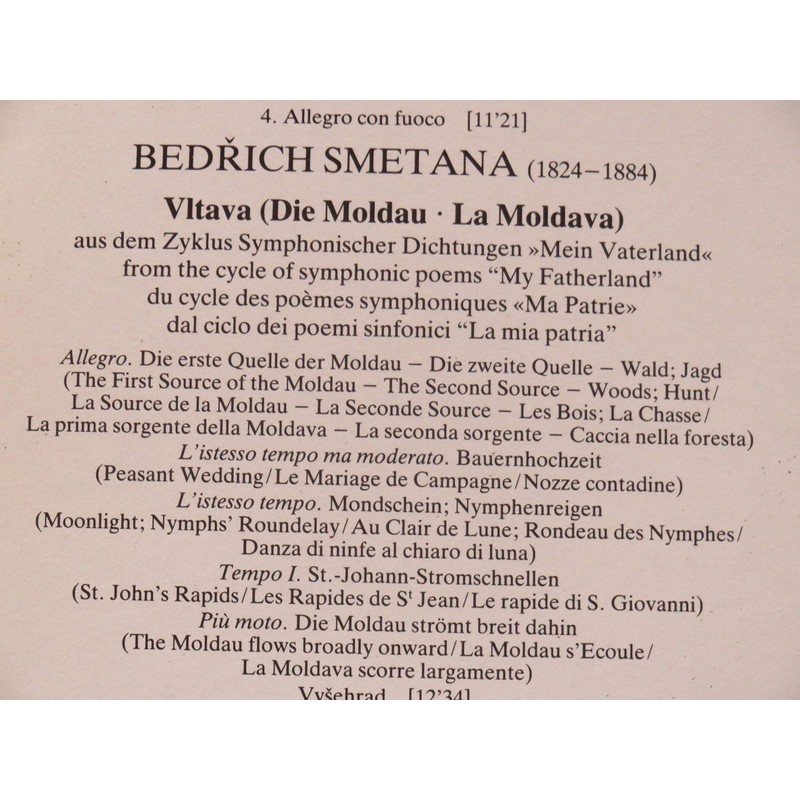 4. Allegro con fuoco [11'21]
BEDŘICH SMETANA (1824–1884)
Vltava (Die Moldau · La Moldava)
aus dem Zyklus Symphonischer Dichtungen »Mein Vaterland«
from the cycle of symphonic poems “My Fatherland”
du cycle des poèmes symphoniques «Ma Patrie»
dal ciclo dei poemi sinfonici “La mia patria”
Allegro. Die erste Quelle der Moldau – Die zweite Quelle – Wald; Jagd
(The First Source of the Moldau – The Second Source – Woods; Hunt/
La Source de la Moldau – La Seconde Source – Les Bois; La Chasse/
La prima sorgente della Moldava – La seconda sorgente – Caccia nella foresta)
L'istesso tempo ma moderato. Bauernhochzeit
(Peasant Wedding/Le Mariage de Campagne/Nozze contadine)
L'istesso tempo. Mondschein; Nymphenreigen
(Moonlight; Nymphs' Roundelay/Au Clair de Lune; Rondeau des Nymphes/
Danza di ninfe al chiaro di luna)
Tempo I. St.-Johann-Stromschnellen
(St. John's Rapids/Les Rapides de Sᵗ Jean/Le rapide di S. Giovanni)
Più moto. Die Moldau strömt breit dahin
(The Moldau flows broadly onward/La Moldau s'Ecoule/
La Moldava scorre largamente)
Vyšehrad [12'34]